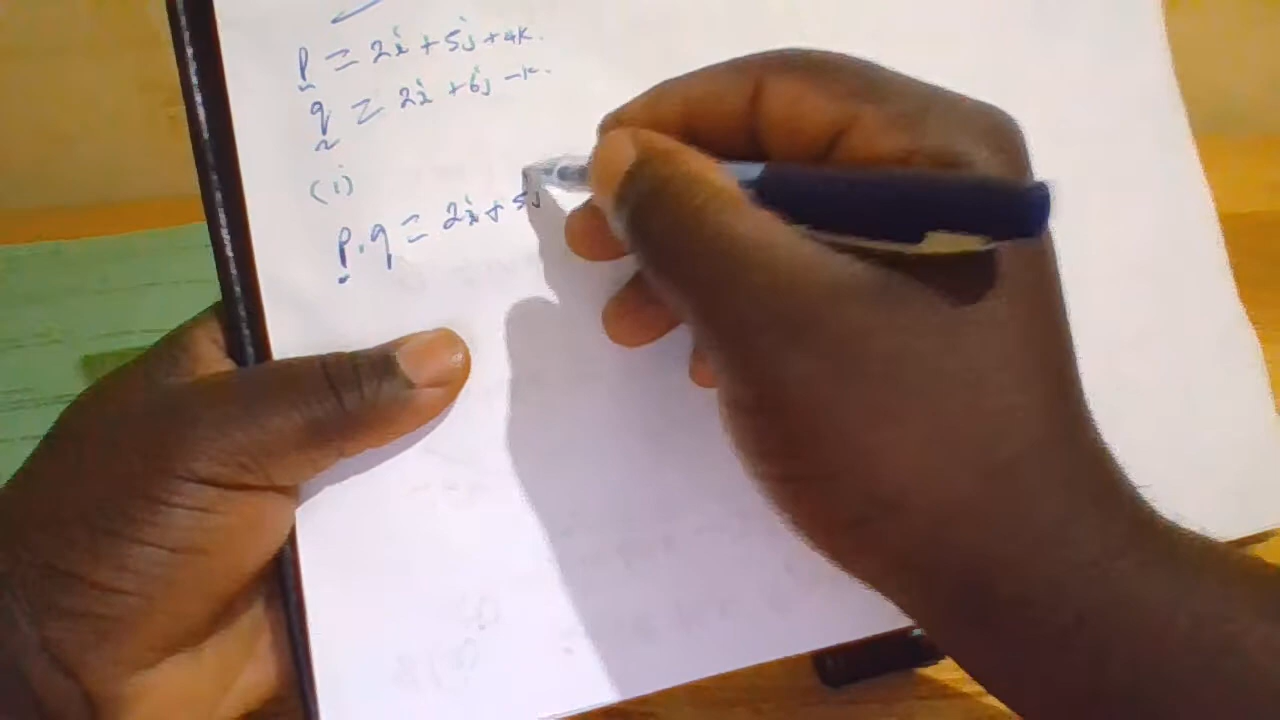 p = 2i + 5j + 4k.
q = 2i + 6j - k.
(i)
p . q = 2i + 5j